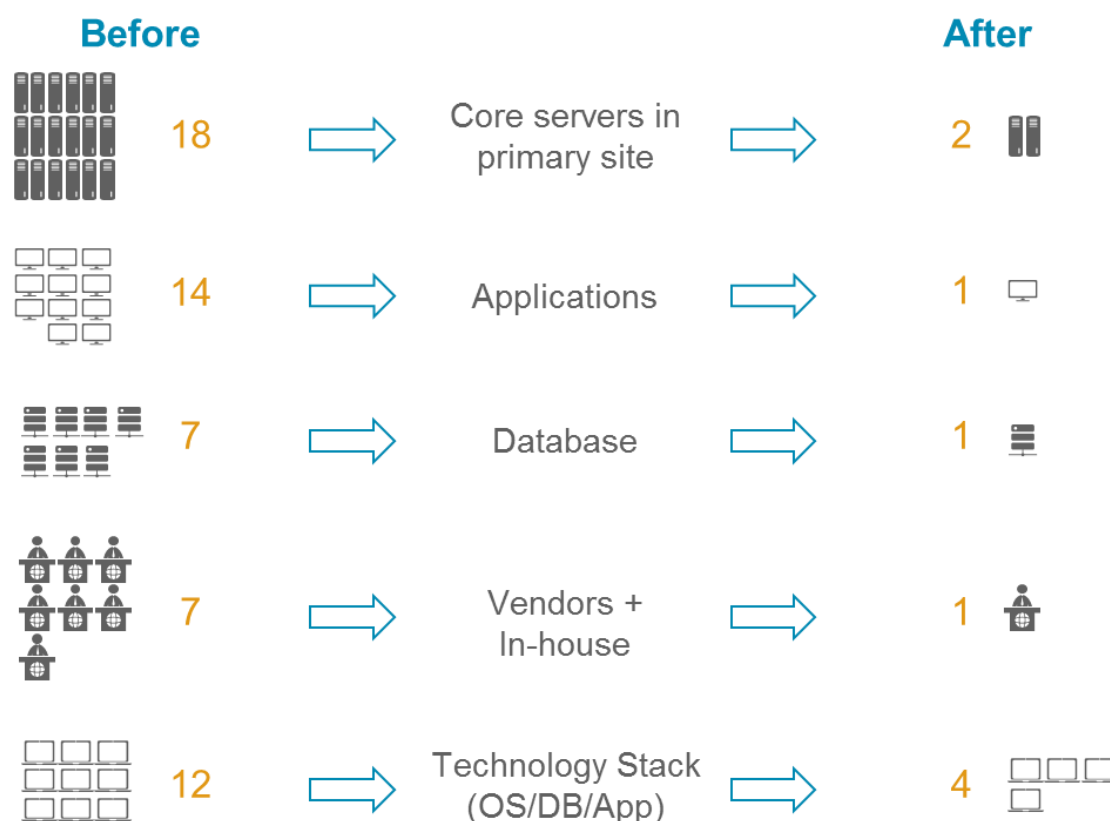 Before After
18 Core servers in 2
primary site
14 Applications 1
7 Database 1
7 Vendors + 1
In-house
12 Technology Stack 4
(OS/DB/App)